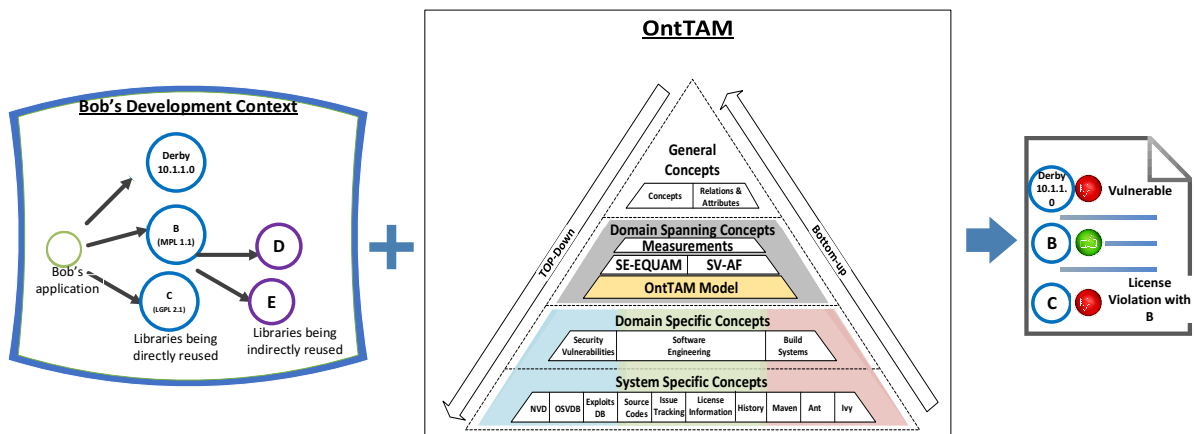 Bob's Development Context
Derby
10.1.1.0
B
(MPL 1.1)
D
Bob's
application
C
(LGPL 2.1)
E
Libraries being
directly reused
Libraries being
indirectly reused
OntTAM
TOP-Down
Bottom-up
General
Concepts
Concepts
Relations &
Attributes
Domain Spanning Concepts
Measurements
SE-EQUAM
SV-AF
OntTAM Model
Domain Specific Concepts
Security
Vulnerabilities
Software
Engineering
Build
Systems
System Specific Concepts
NVD
OSVDB
Exploits
DB
Source
Codes
Issue
Tracking
License
Information
History
Maven
Ant
Ivy
Derby
10.1.1.
0
Vulnerable
B
C
License
Violation with
B